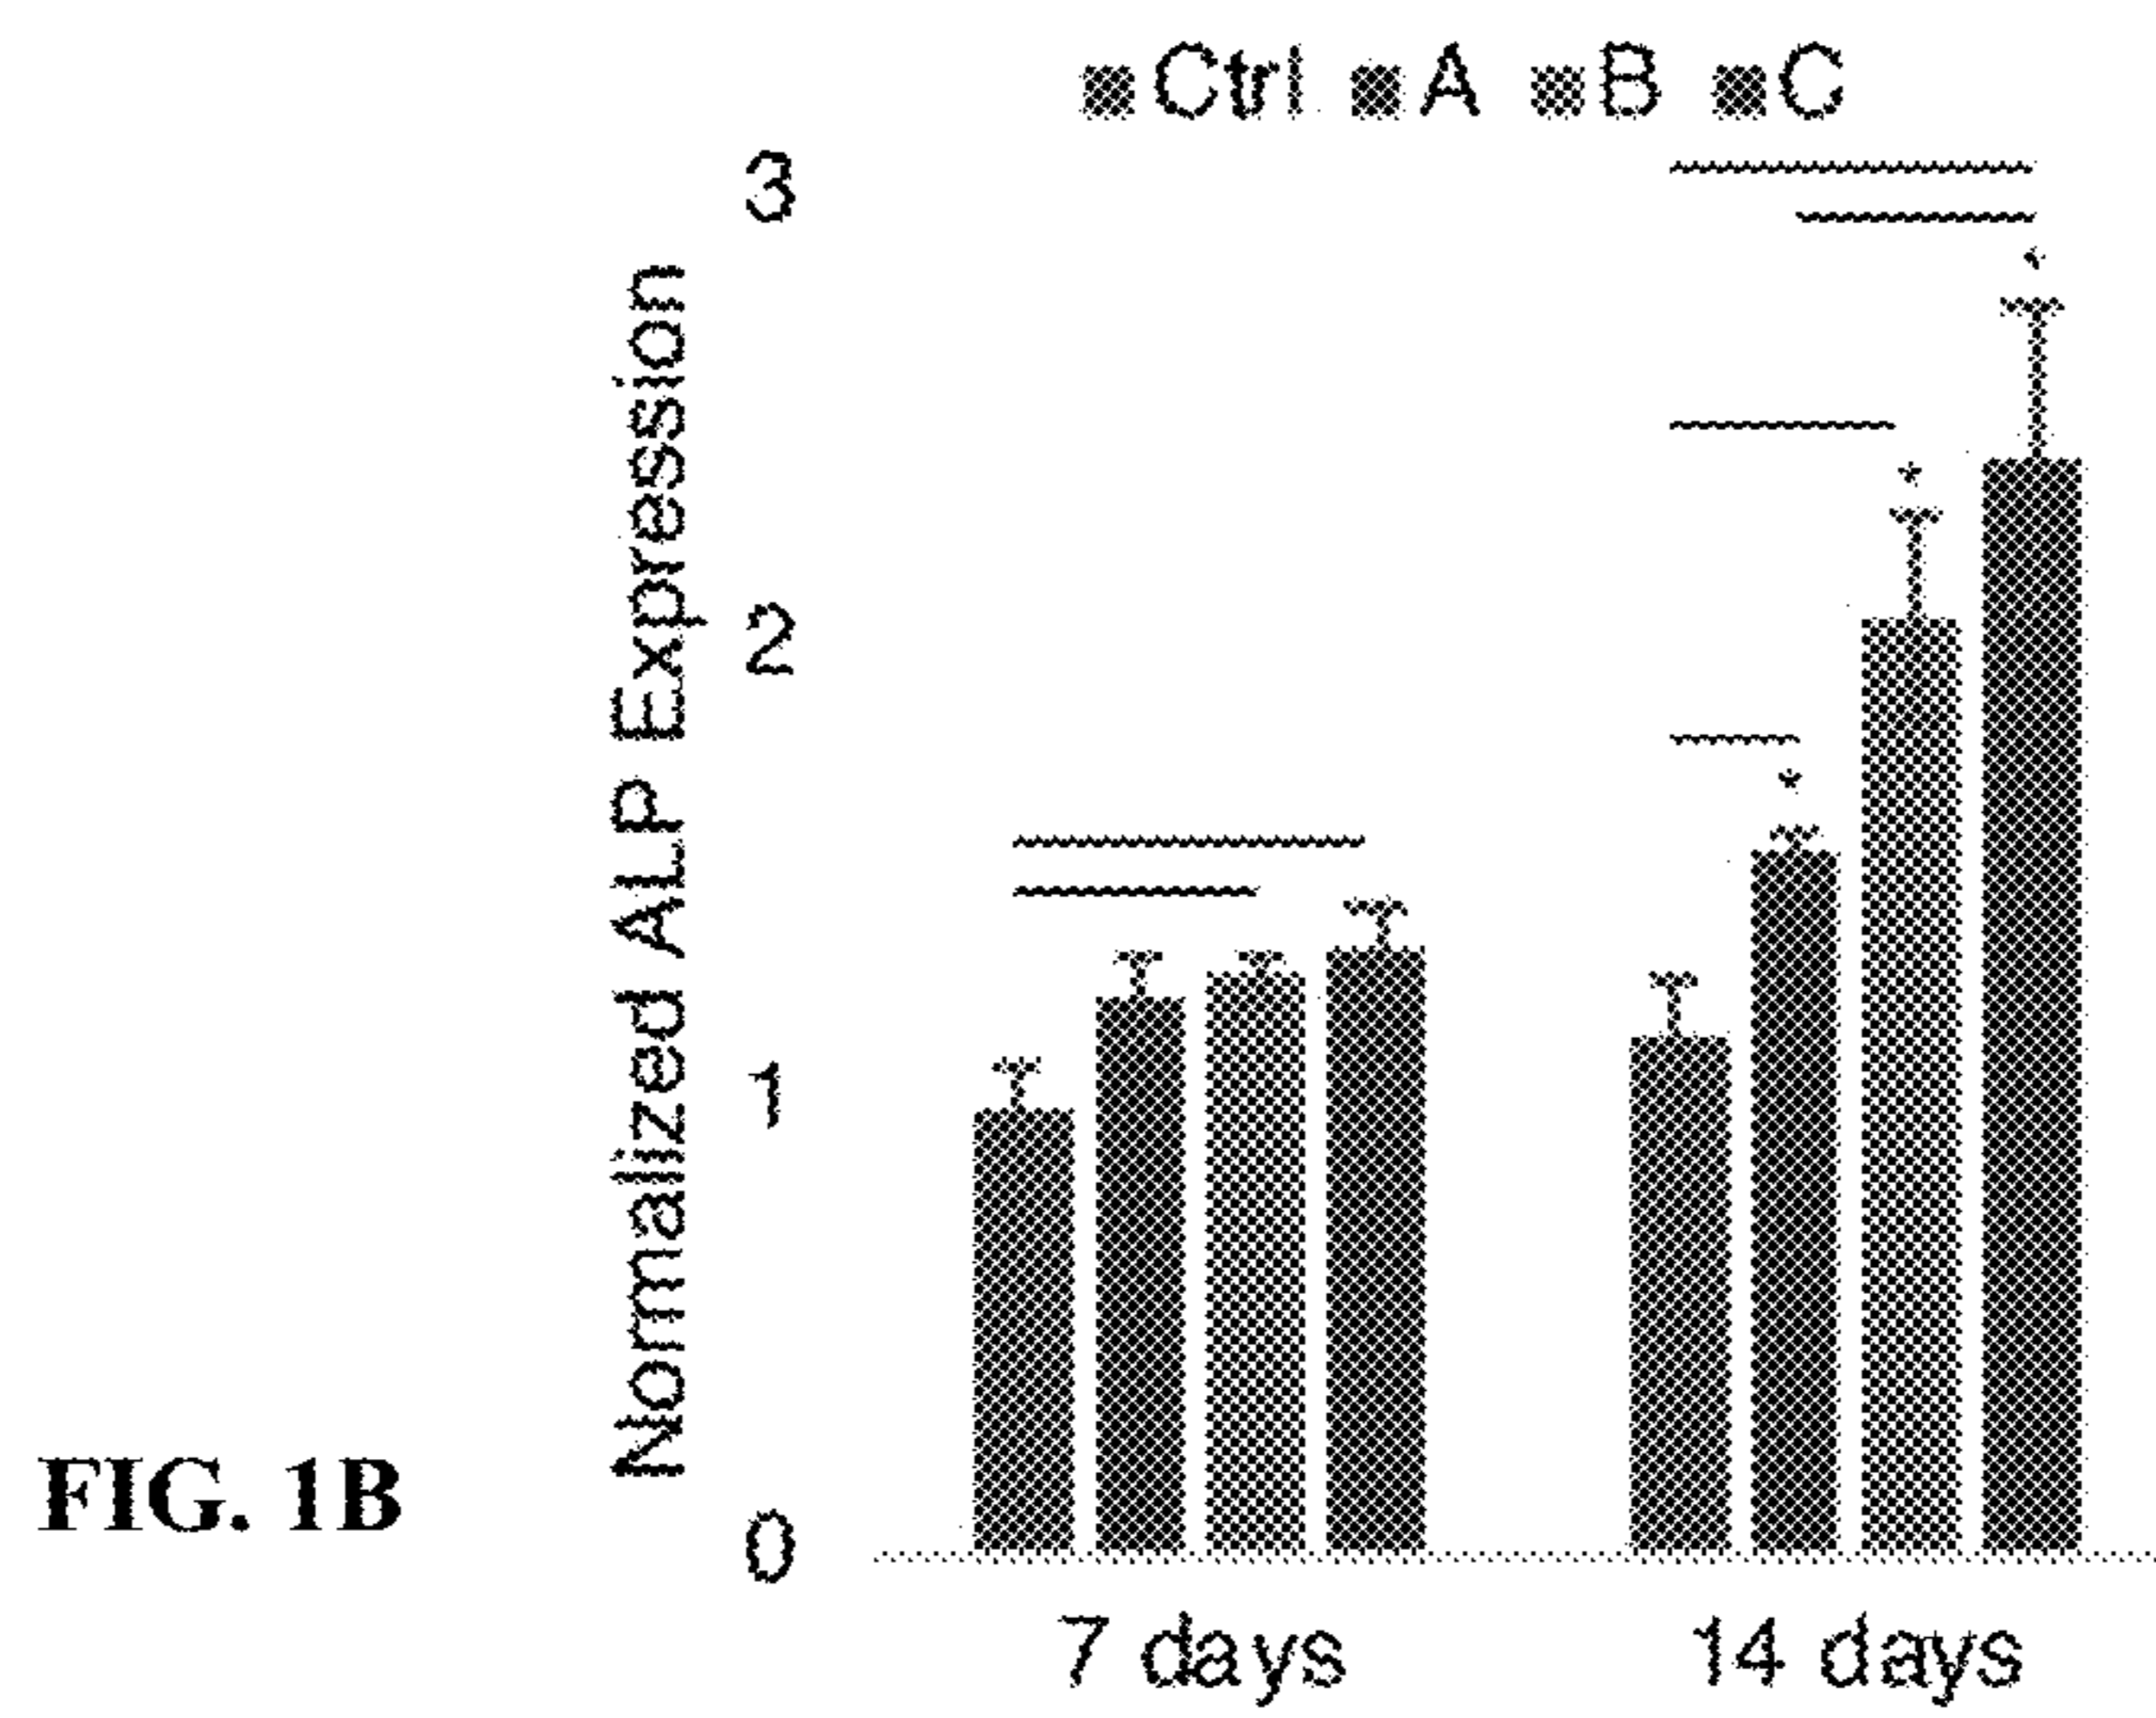 Ctrl A B C
3
2
1
0
Normalized ALP Expression
* * *
7 days 14 days
FIG. 1B